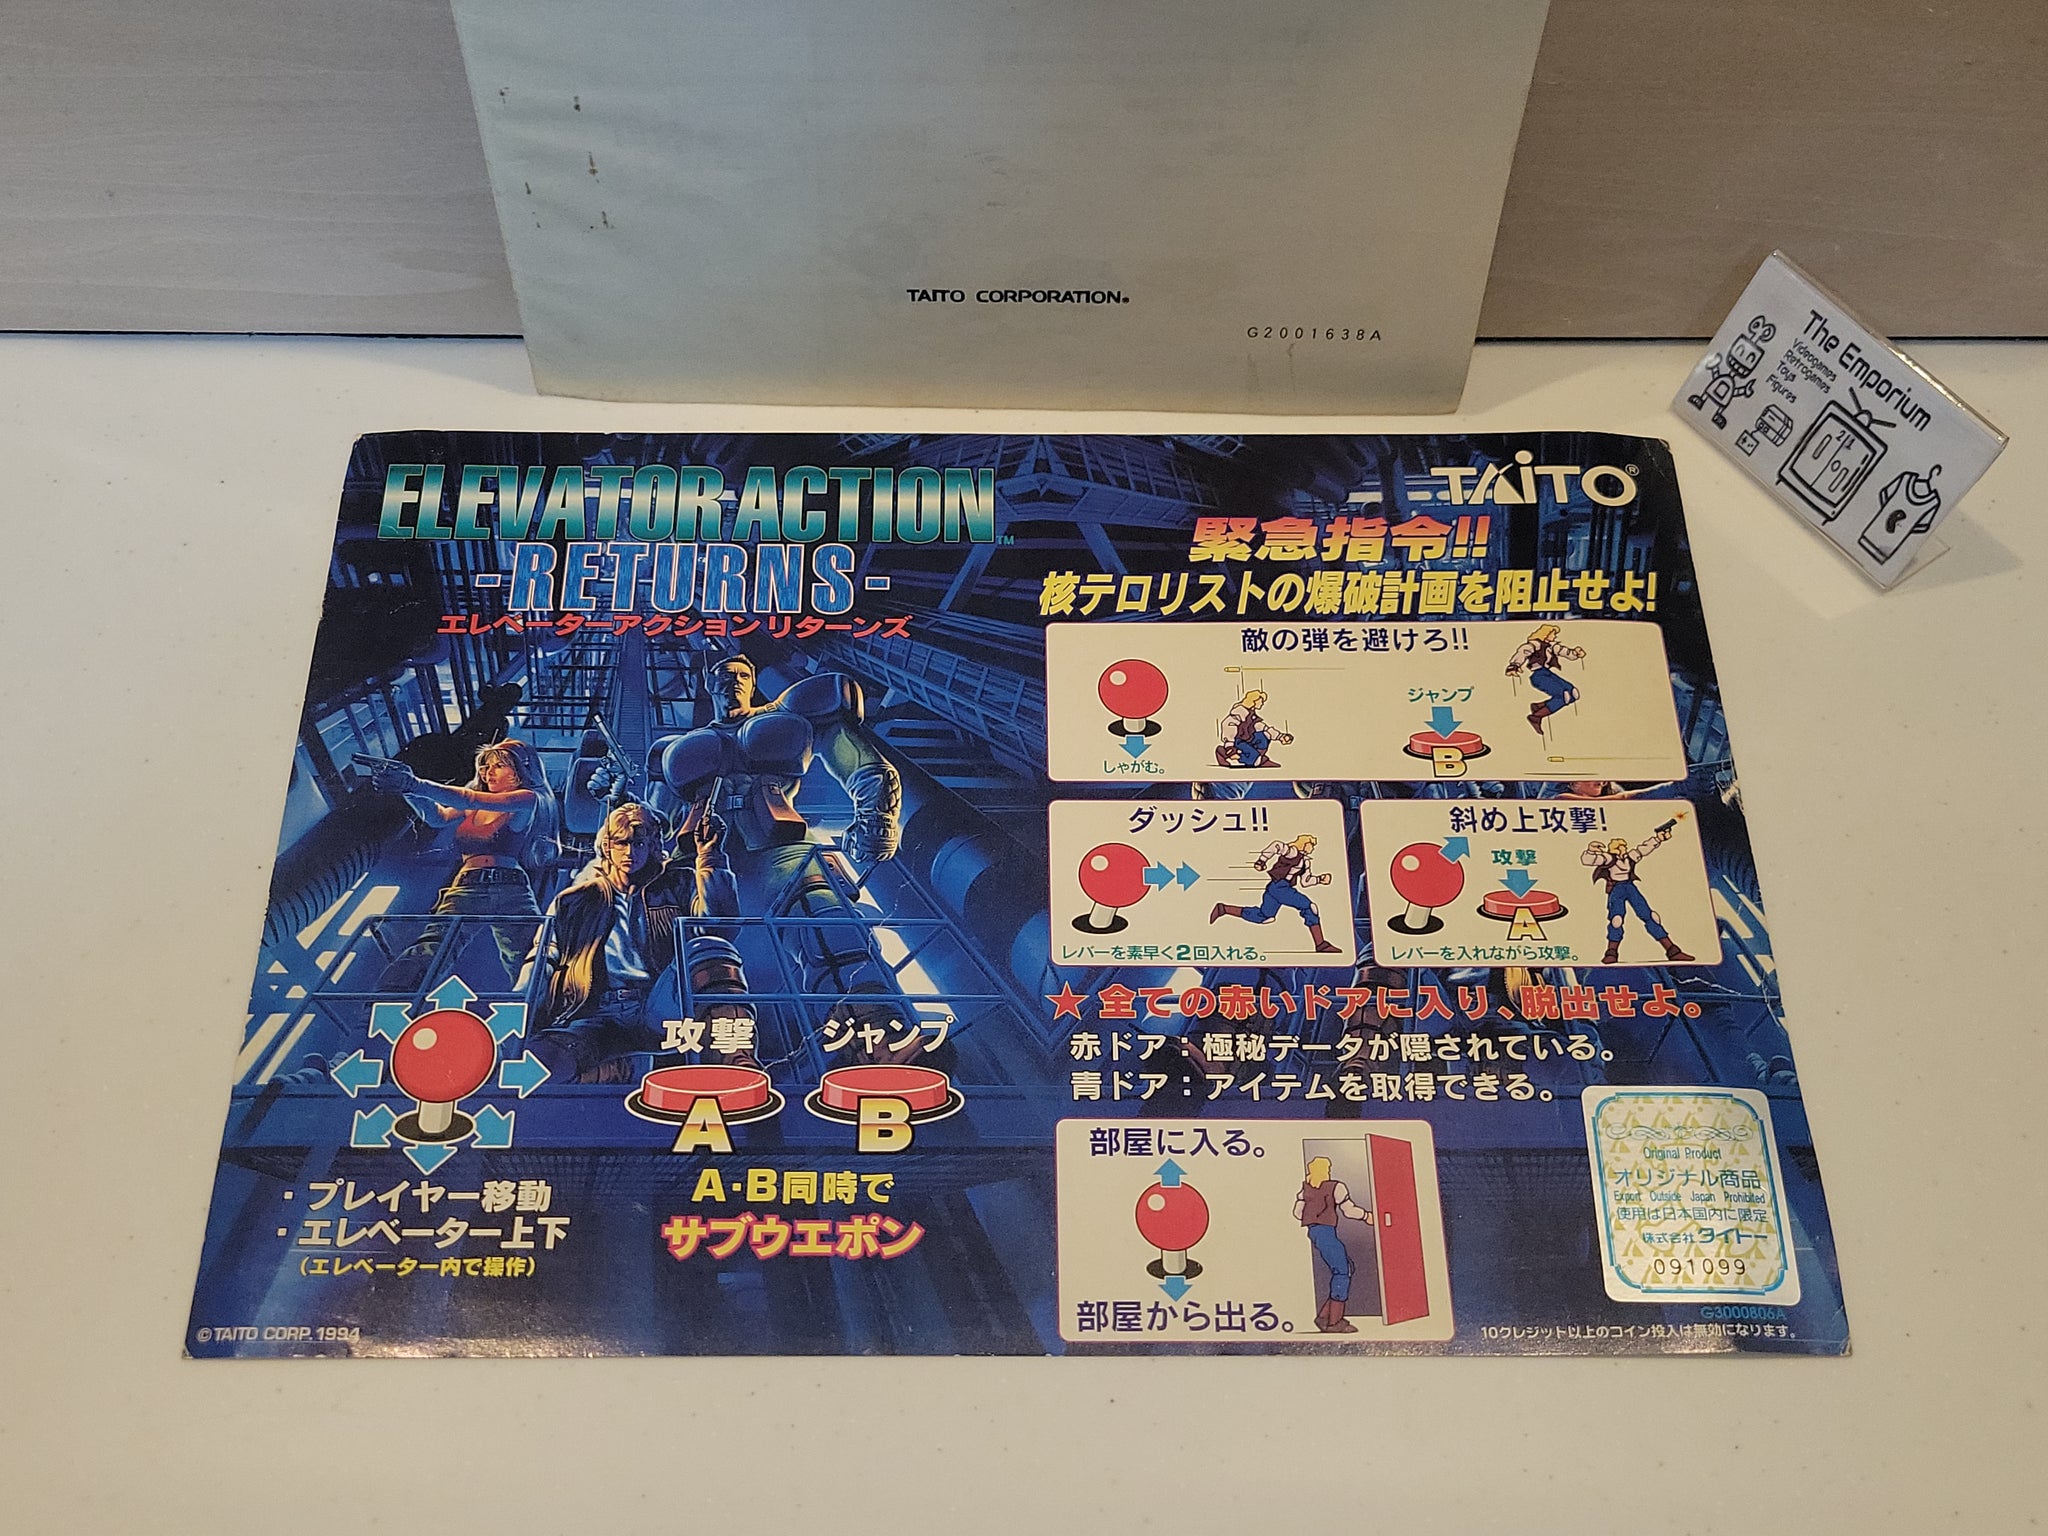 TAITO CORPORATION®
G2001638A
The Emporium
Videogames
Retrogames
Toys
Figures
ELEVATOR ACTION™
-RETURNS-
エレベーターアクションリターンズ
TAITO®
緊急指令!!
核テロリストの爆破計画を阻止せよ!
敵の弾を避けろ!!
しゃがむ。
ジャンプ
B
ダッシュ!!
レバーを素早く2回入れる。
斜め上攻撃!
攻撃
A
レバーを入れながら攻撃。
★全ての赤いドアに入り、脱出せよ。
赤ドア：極秘データが隠されている。
青ドア：アイテムを取得できる。
部屋に入る。
部屋から出る。
攻撃 ジャンプ
A B
・プレイヤー移動
・エレベーター上下
(エレベーター内で操作)
A・B同時で
サブウエポン
Original Product
オリジナル商品
Export Outside Japan Prohibited
使用は日本国内に限定
株式会社タイトー
091099
G3000806A
10クレジット以上のコイン投入は無効になります。
©TAITO CORP. 1994